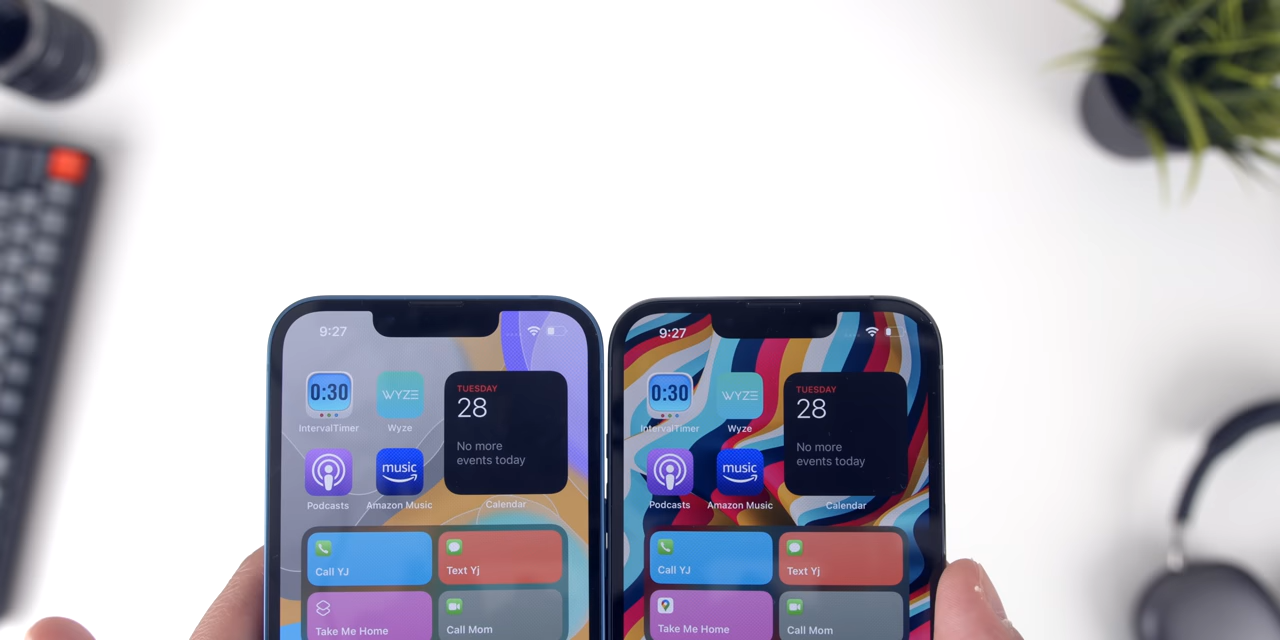 9:27
0:30
IntervalTimer
WYZE
Wyze
TUESDAY
28
No more
events today
Podcasts
music
Amazon Music
Calendar
Call YJ
Text Yj
Take Me Home
Call Mom
9:27
0:30
IntervalTimer
WYZE
Wyze
TUESDAY
28
No more
events today
Podcasts
music
Amazon Music
Calendar
Call YJ
Text Yj
Take Me Home
Call Mom